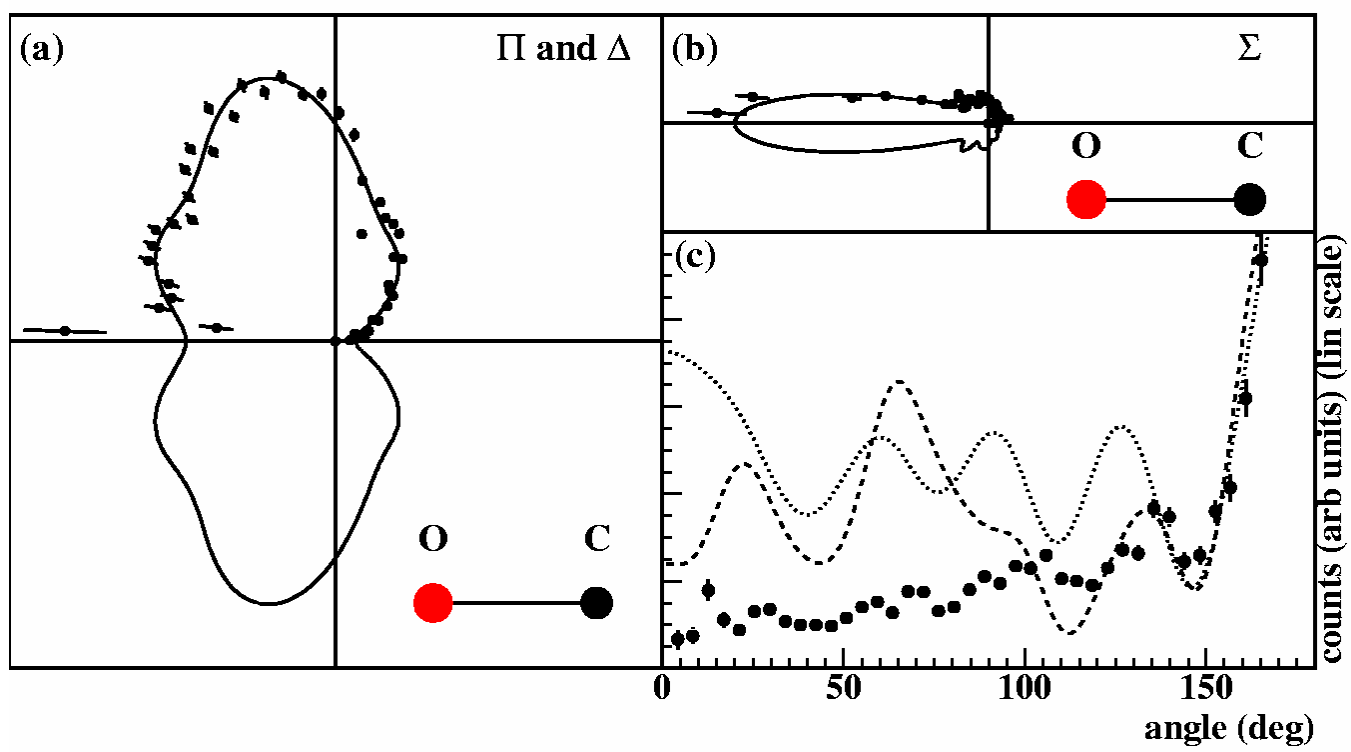 (a)
Π and Δ
O
C
(b)
Σ
O
C
(c)
counts (arb units) (lin scale)
0
50
100
150
angle (deg)